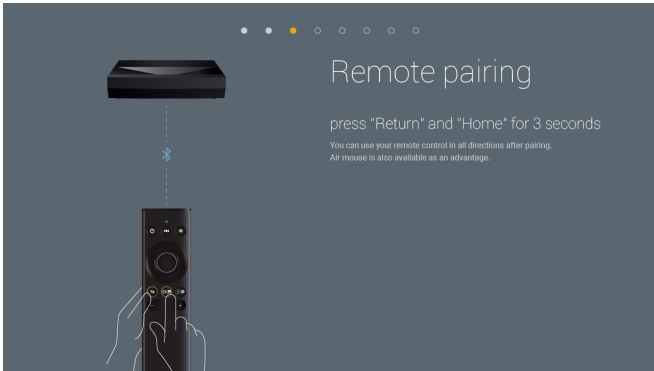 Remote pairing
press "Return" and "Home" for 3 seconds
You can use your remote control in all directions after pairing.
Air mouse is also available as an advantage.